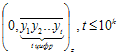 (0,y₁y₂...yₜ)₂, t ≤ 10ᵏ
t цифр